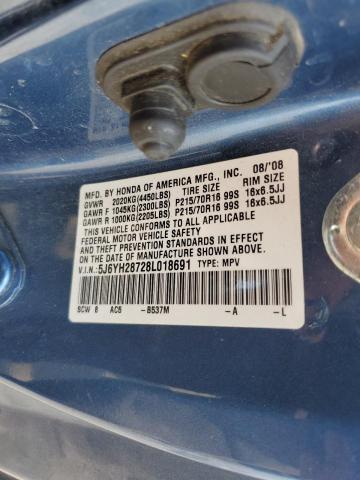 MFD. BY HONDA OF AMERICA MFG., INC. 08/'08
GVWR 2020KG(4450LBS) TIRE SIZE RIM SIZE
GAWR F 1045KG(2300LBS) P215/70R16 99S 16x6.5JJ
GAWR R 1000KG(2205LBS) P215/70R16 99S 16x6.5JJ
THIS VEHICLE CONFORMS TO ALL APPLICABLE
FEDERAL MOTOR VEHICLE SAFETY
AND THEFT PREVENTION STANDARDS IN EFFECT
ON THE DATE OF MANUFACTURE SHOWN ABOVE.
V.I.N.: 5J6YH28728L018691 TYPE: MPV
SCW 8 AC5 -B537M -A -L